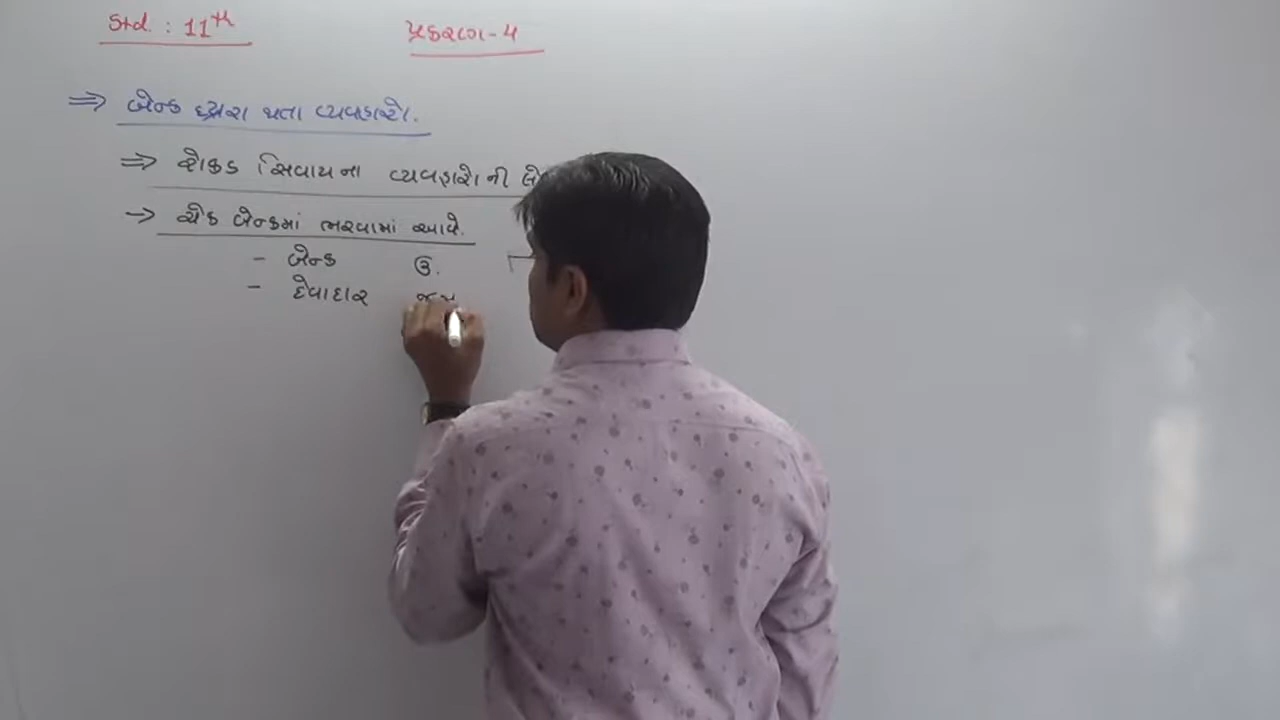 Std. : 11th
પ્રકરણ-4
⇒ બેન્ક દ્વારા થતા વ્યવહારો.
⇒ રોકડ સિવાયના વ્યવહારોની
→ ચેક બેન્કમાં ભરવામાં આવે.
- બેન્ક ઉ.
- દેવાદાર